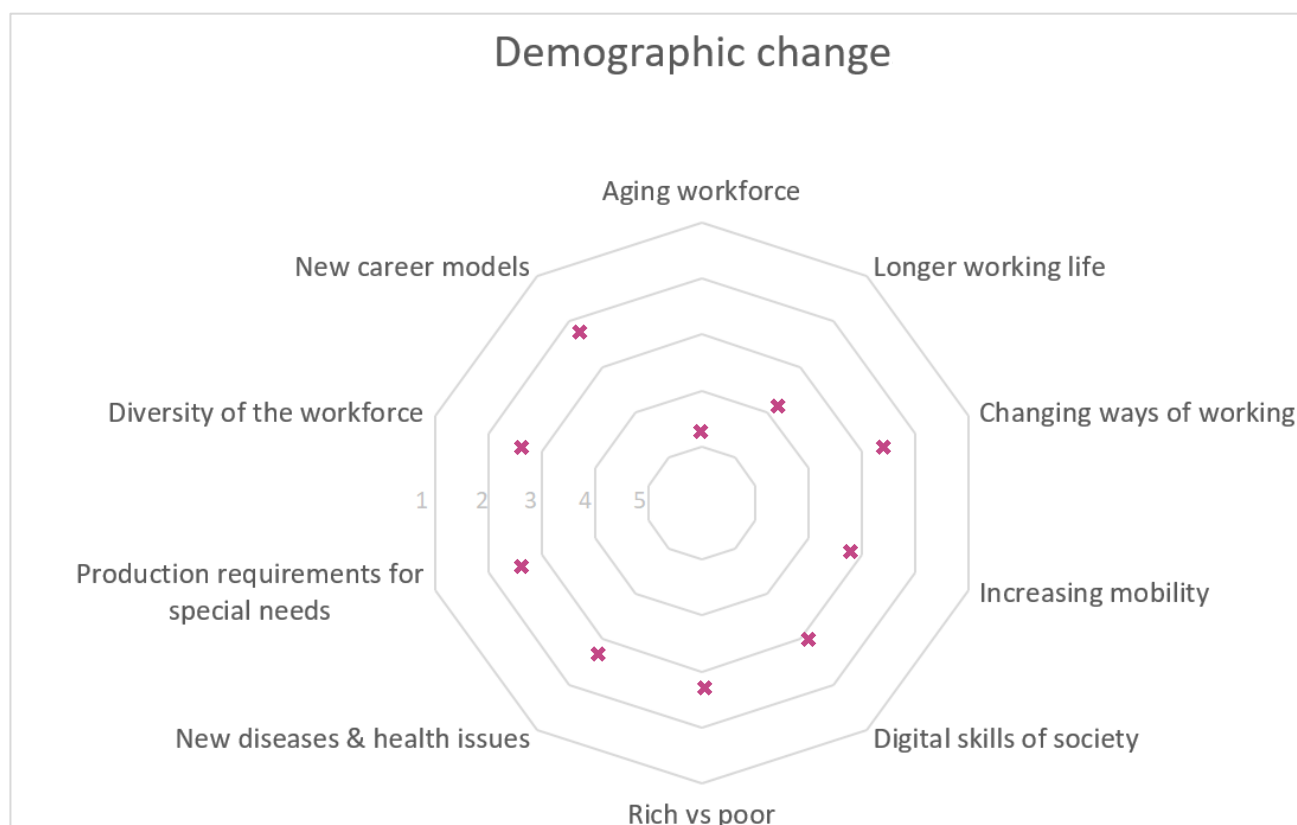 Demographic change
Aging workforce
New career models
Longer working life
Diversity of the workforce
Changing ways of working
1 2 3 4 5
Production requirements for
special needs
Increasing mobility
New diseases & health issues
Digital skills of society
Rich vs poor